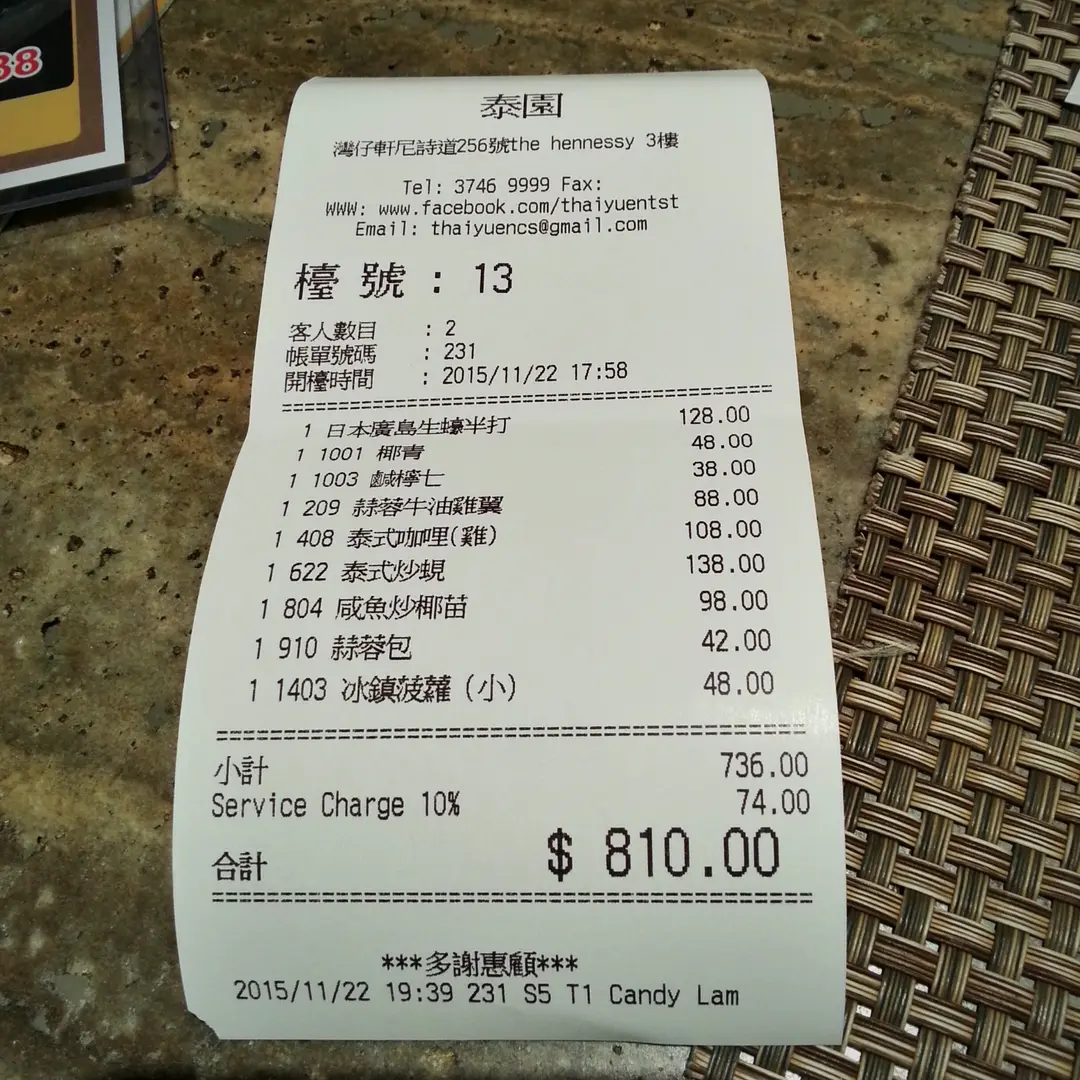 38
泰園
灣仔軒尼詩道256號the hennessy 3樓
Tel: 3746 9999 Fax:
WWW: www.facebook.com/thaiyuentst
Email: thaiyuencs@gmail.com
檯 號 : 13
客人數目 : 2
帳單號碼 : 231
開檯時間 : 2015/11/22 17:58
1 日本廣島生蠔半打 128.00
1 1001 椰青 48.00
1 1003 鹹檸七 38.00
1 209 蒜蓉牛油雞翼 88.00
1 408 泰式咖哩(雞) 108.00
1 622 泰式炒蜆 138.00
1 804 咸魚炒椰苗 98.00
1 910 蒜蓉包 42.00
1 1403 冰鎮菠蘿 (小) 48.00
小計 736.00
Service Charge 10% 74.00
合計 $ 810.00
***多謝惠顧***
2015/11/22 19:39 231 S5 T1 Candy Lam